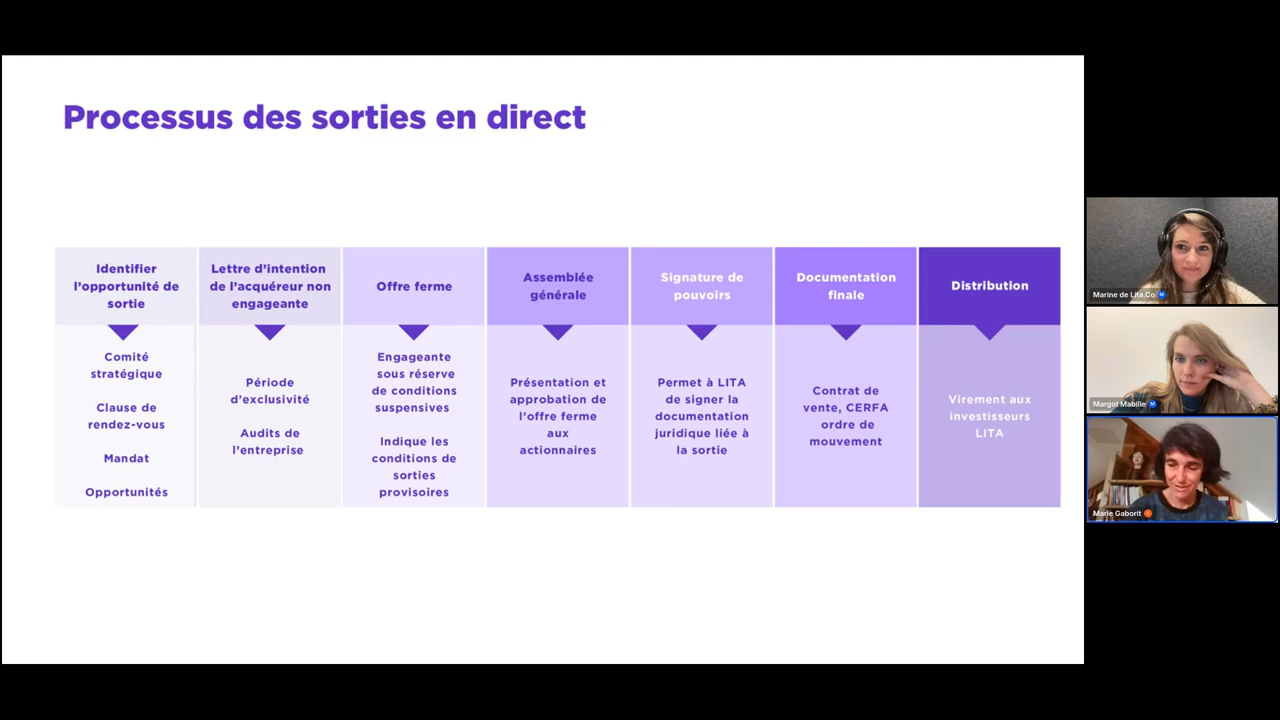 Processus des sorties en direct
Identifier
l'opportunité de
sortie
Lettre d'intention
de l'acquéreur non
engageante
Offre ferme
Assemblée
générale
Signature de
pouvoirs
Documentation
finale
Distribution
Comité
stratégique
Clause de
rendez-vous
Mandat
Opportunités
Période
d'exclusivité
Audits de
l'entreprise
Engageante
sous réserve
de conditions
suspensives
Indique les
conditions de
sorties
provisoires
Présentation et
approbation de
l'offre ferme
aux
actionnaires
Permet à LITA
de signer la
documentation
juridique liée à
la sortie
Contrat de
vente, CERFA
ordre de
mouvement
Virement aux
investisseurs
LITA
Marine de Lita.Co
Margot Mabille
Marie Gaborit